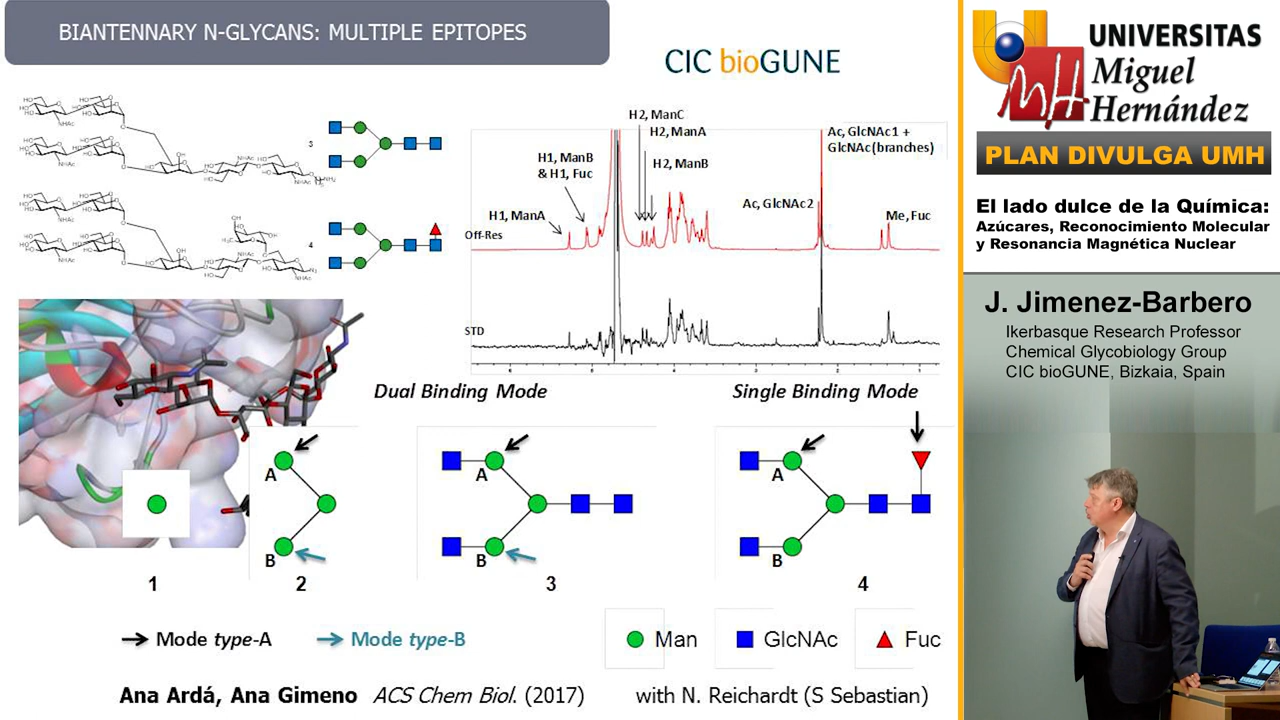 BIANTENNARY N-GLYCANS: MULTIPLE EPITOPES
CIC bioGUNE
3
4
H2, ManC
H2, ManA
H2, ManB
H1, ManB
& H1, Fuc
H1, ManA
Off-Res
Ac, GlcNAc1 +
GlcNAc(branches)
Ac, GlcNAc2
Me, Fuc
STD
Dual Binding Mode
Single Binding Mode
A
B
A
B
A
B
1
2
3
4
Mode type-A
Mode type-B
Man
GlcNAc
Fuc
Ana Ardá, Ana Gimeno ACS Chem Biol. (2017)
with N. Reichardt (S Sebastian)
UNIVERSITAS
Miguel
Hernández
PLAN DIVULGA UMH
El lado dulce de la Química:
Azúcares, Reconocimiento Molecular
y Resonancia Magnética Nuclear
J. Jimenez-Barbero
Ikerbasque Research Professor
Chemical Glycobiology Group
CIC bioGUNE, Bizkaia, Spain